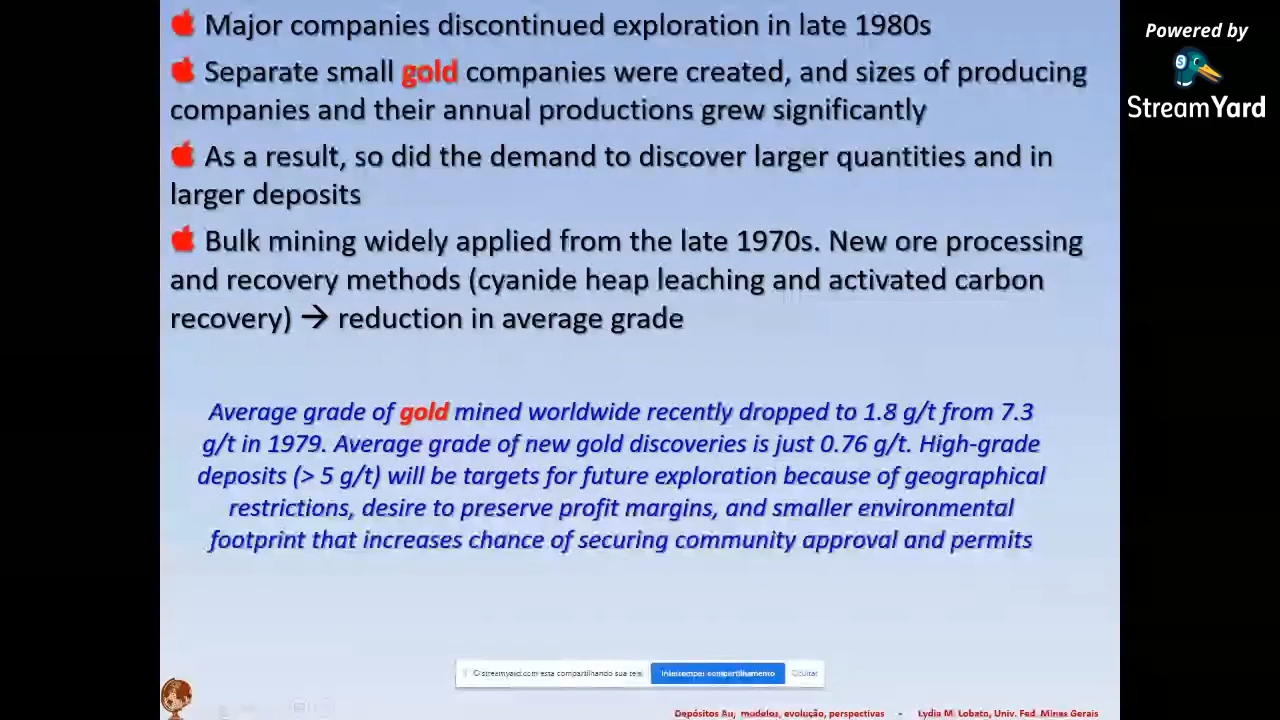 Major companies discontinued exploration in late 1980s
Separate small gold companies were created, and sizes of producing
companies and their annual productions grew significantly
As a result, so did the demand to discover larger quantities and in
larger deposits
Bulk mining widely applied from the late 1970s. New ore processing
and recovery methods (cyanide heap leaching and activated carbon
recovery) → reduction in average grade
Average grade of gold mined worldwide recently dropped to 1.8 g/t from 7.3
g/t in 1979. Average grade of new gold discoveries is just 0.76 g/t. High-grade
deposits (> 5 g/t) will be targets for future exploration because of geographical
restrictions, desire to preserve profit margins, and smaller environmental
footprint that increases chance of securing community approval and permits
Powered by
StreamYard
streamyard.com está compartilhando sua tela. Interromper compartilhamento Ocultar
Depósitos Au, modelos, evolução, perspectivas - Lydia M. Lobato, Univ. Fed. Minas Gerais